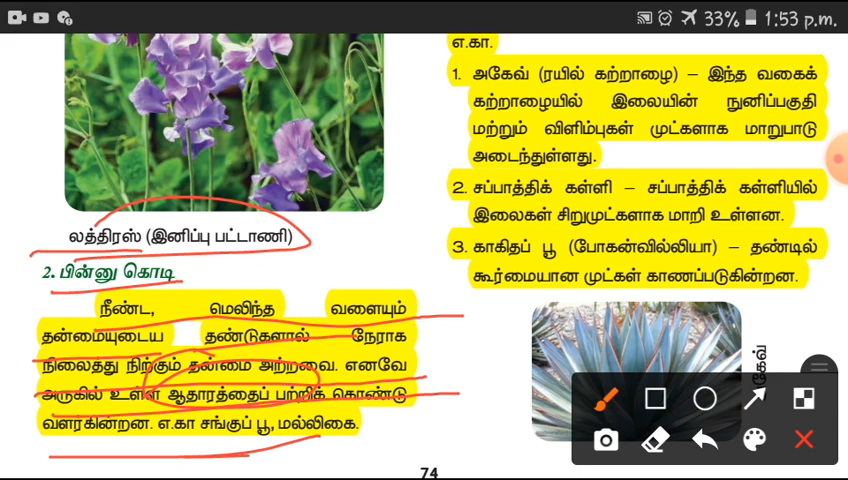 33% 1:53 p.m.
லத்திரஸ் (இனிப்பு பட்டாணி)
2. பின்னு கொடி
நீண்ட, மெலிந்த வளையும்
தன்மையுடைய தண்டுகளால் நேராக
நிலைத்து நிற்கும் தன்மை அற்றவை. எனவே
அருகில் உள்ள ஆதாரத்தைப் பற்றிக் கொண்டு
வளர்கின்றன. எ.கா சங்குப் பூ, மல்லிகை.
எ.கா.
1. அகேவ் (ரயில் கற்றாழை) – இந்த வகைக்
கற்றாழையில் இலையின் நுனிப்பகுதி
மற்றும் விளிம்புகள் முட்களாக மாறுபாடு
அடைந்துள்ளது.
2. சப்பாத்திக் கள்ளி – சப்பாத்திக் கள்ளியில்
இலைகள் சிறுமுட்களாக மாறி உள்ளன.
3. காகிதப் பூ (போகன்வில்லியா) – தண்டில்
கூர்மையான முட்கள் காணப்படுகின்றன.
74